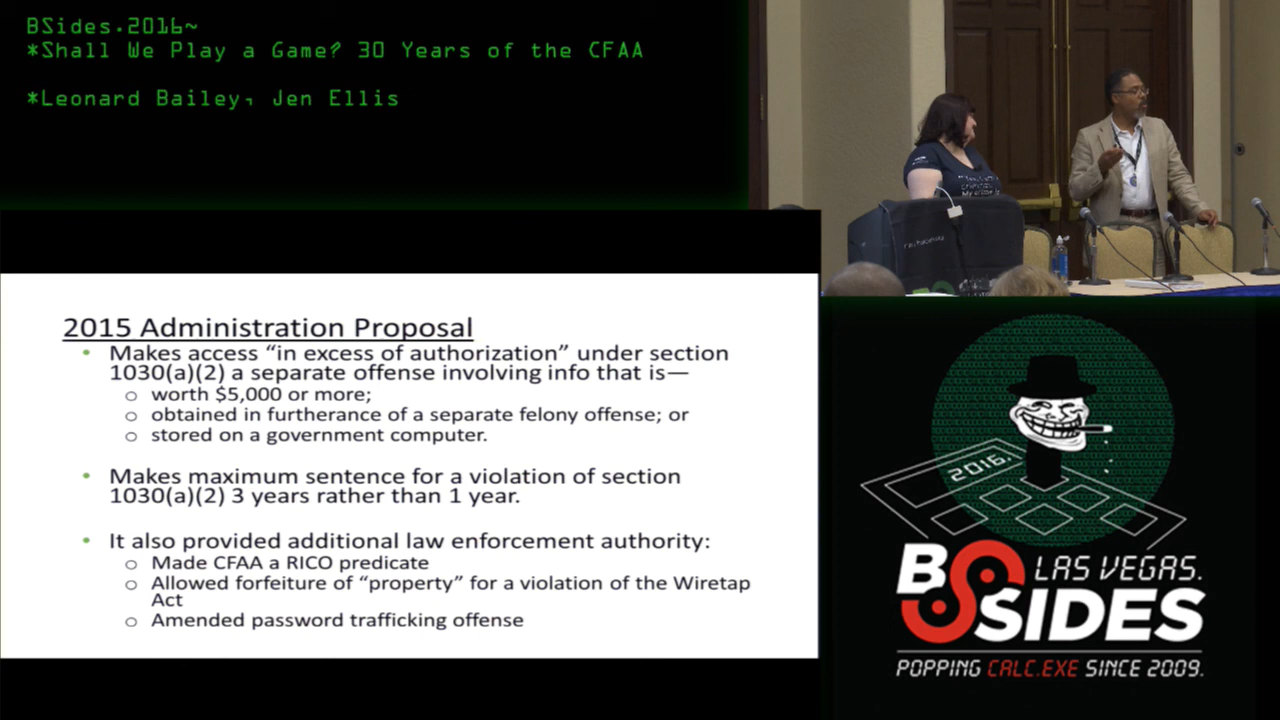 BSides.2016~
*Shall We Play a Game? 30 Years of the CFAA
*Leonard Bailey, Jen Ellis
2015 Administration Proposal
• Makes access “in excess of authorization” under section
1030(a)(2) a separate offense involving info that is—
o worth $5,000 or more;
o obtained in furtherance of a separate felony offense; or
o stored on a government computer.
• Makes maximum sentence for a violation of section
1030(a)(2) 3 years rather than 1 year.
• It also provided additional law enforcement authority:
o Made CFAA a RICO predicate
o Allowed forfeiture of “property” for a violation of the Wiretap
Act
o Amended password trafficking offense
2016.
BSIDES
LAS VEGAS.
POPPING CALC.EXE SINCE 2009.